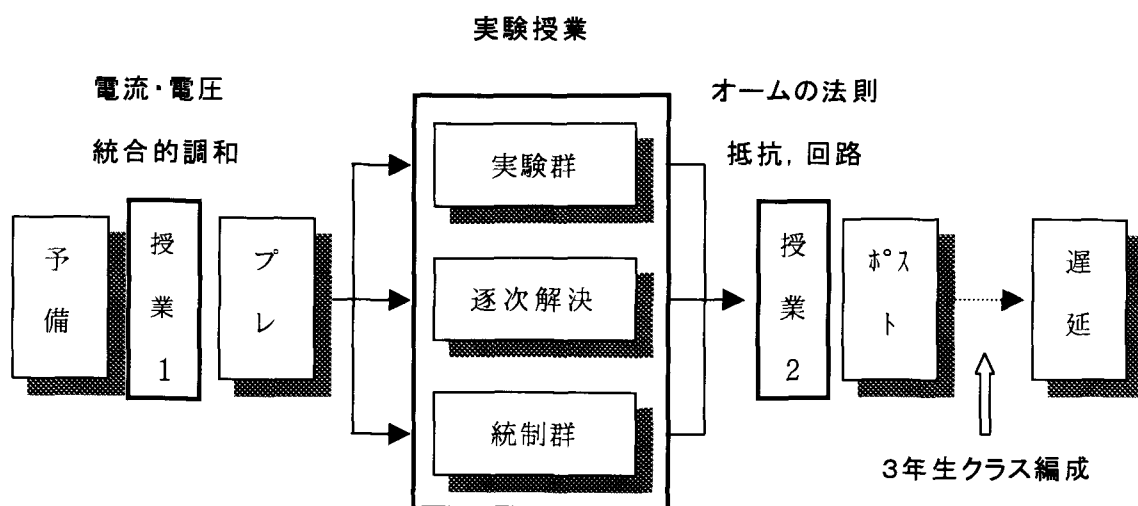 実験授業
電流・電圧
統合的調和
オームの法則
抵抗, 回路
予備
授業1
プレ
実験群
逐次解決
統制群
授業2
ﾎﾟスト
遅延
3年生クラス編成